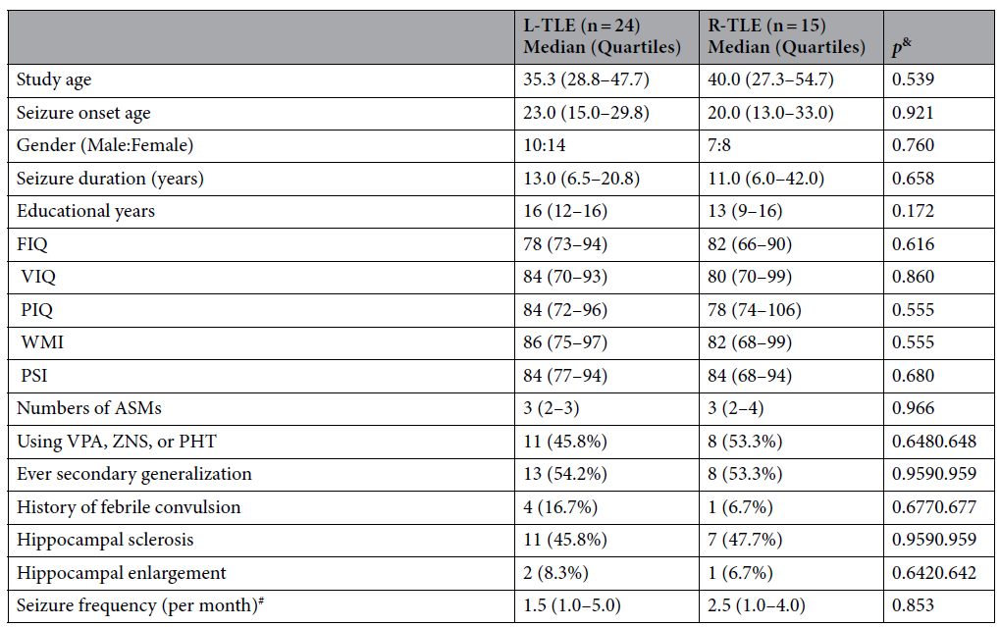 L-TLE (n = 24) R-TLE (n = 15)
Median (Quartiles) Median (Quartiles) p&
Study age 35.3 (28.8–47.7) 40.0 (27.3–54.7) 0.539
Seizure onset age 23.0 (15.0–29.8) 20.0 (13.0–33.0) 0.921
Gender (Male:Female) 10:14 7:8 0.760
Seizure duration (years) 13.0 (6.5–20.8) 11.0 (6.0–42.0) 0.658
Educational years 16 (12–16) 13 (9–16) 0.172
FIQ 78 (73–94) 82 (66–90) 0.616
VIQ 84 (70–93) 80 (70–99) 0.860
PIQ 84 (72–96) 78 (74–106) 0.555
WMI 86 (75–97) 82 (68–99) 0.555
PSI 84 (77–94) 84 (68–94) 0.680
Numbers of ASMs 3 (2–3) 3 (2–4) 0.966
Using VPA, ZNS, or PHT 11 (45.8%) 8 (53.3%) 0.6480.648
Ever secondary generalization 13 (54.2%) 8 (53.3%) 0.9590.959
History of febrile convulsion 4 (16.7%) 1 (6.7%) 0.6770.677
Hippocampal sclerosis 11 (45.8%) 7 (47.7%) 0.9590.959
Hippocampal enlargement 2 (8.3%) 1 (6.7%) 0.6420.642
Seizure frequency (per month)# 1.5 (1.0–5.0) 2.5 (1.0–4.0) 0.853